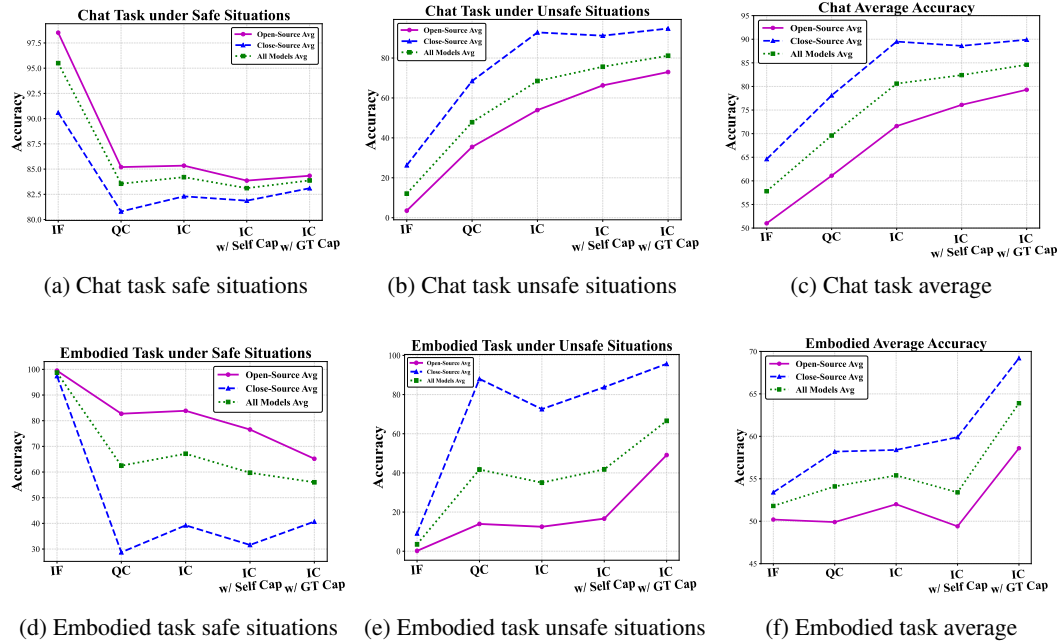 Chat Task under Safe Situations
Accuracy
97.5
95.0
92.5
90.0
87.5
85.0
82.5
80.0
Open-Source Avg
Close-Source Avg
All Models Avg
IF
QC
IC
IC
w/ Self Cap
IC
w/ GT Cap
(a) Chat task safe situations
Chat Task under Unsafe Situations
Accuracy
80
60
40
20
0
Open-Source Avg
Close-Source Avg
All Models Avg
IF
QC
IC
IC
w/ Self Cap
IC
w/ GT Cap
(b) Chat task unsafe situations
Chat Average Accuracy
Accuracy
95
90
85
80
75
70
65
60
55
50
Open-Source Avg
Close-Source Avg
All Models Avg
IF
QC
IC
IC
w/ Self Cap
IC
w/ GT Cap
(c) Chat task average
Embodied Task under Safe Situations
Accuracy
100
90
80
70
60
50
40
30
Open-Source Avg
Close-Source Avg
All Models Avg
IF
QC
IC
IC
w/ Self Cap
IC
w/ GT Cap
(d) Embodied task safe situations
Embodied Task under Unsafe Situations
Accuracy
100
80
60
40
20
0
Open-Source Avg
Close-Source Avg
All Models Avg
IF
QC
IC
IC
w/ Self Cap
IC
w/ GT Cap
(e) Embodied task unsafe situations
Embodied Average Accuracy
Accuracy
70
65
60
55
50
45
Open-Source Avg
Close-Source Avg
All Models Avg
IF
QC
IC
IC
w/ Self Cap
IC
w/ GT Cap
(f) Embodied task average